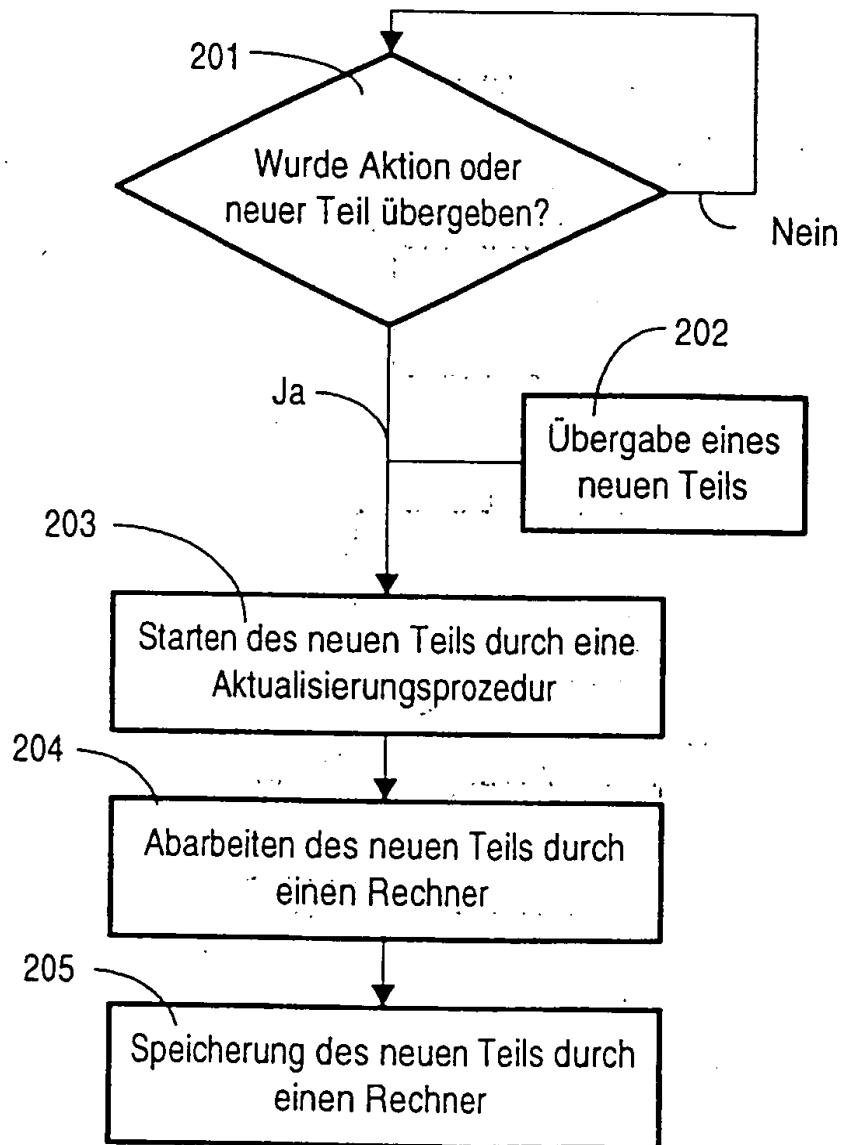 201
Wurde Aktion oder
neuer Teil übergeben?
Nein
202
Ja
Übergabe eines
neuen Teils
203
Starten des neuen Teils durch eine
Aktualisierungsprozedur
204
Abarbeiten des neuen Teils durch
einen Rechner
205
Speicherung des neuen Teils durch
einen Rechner